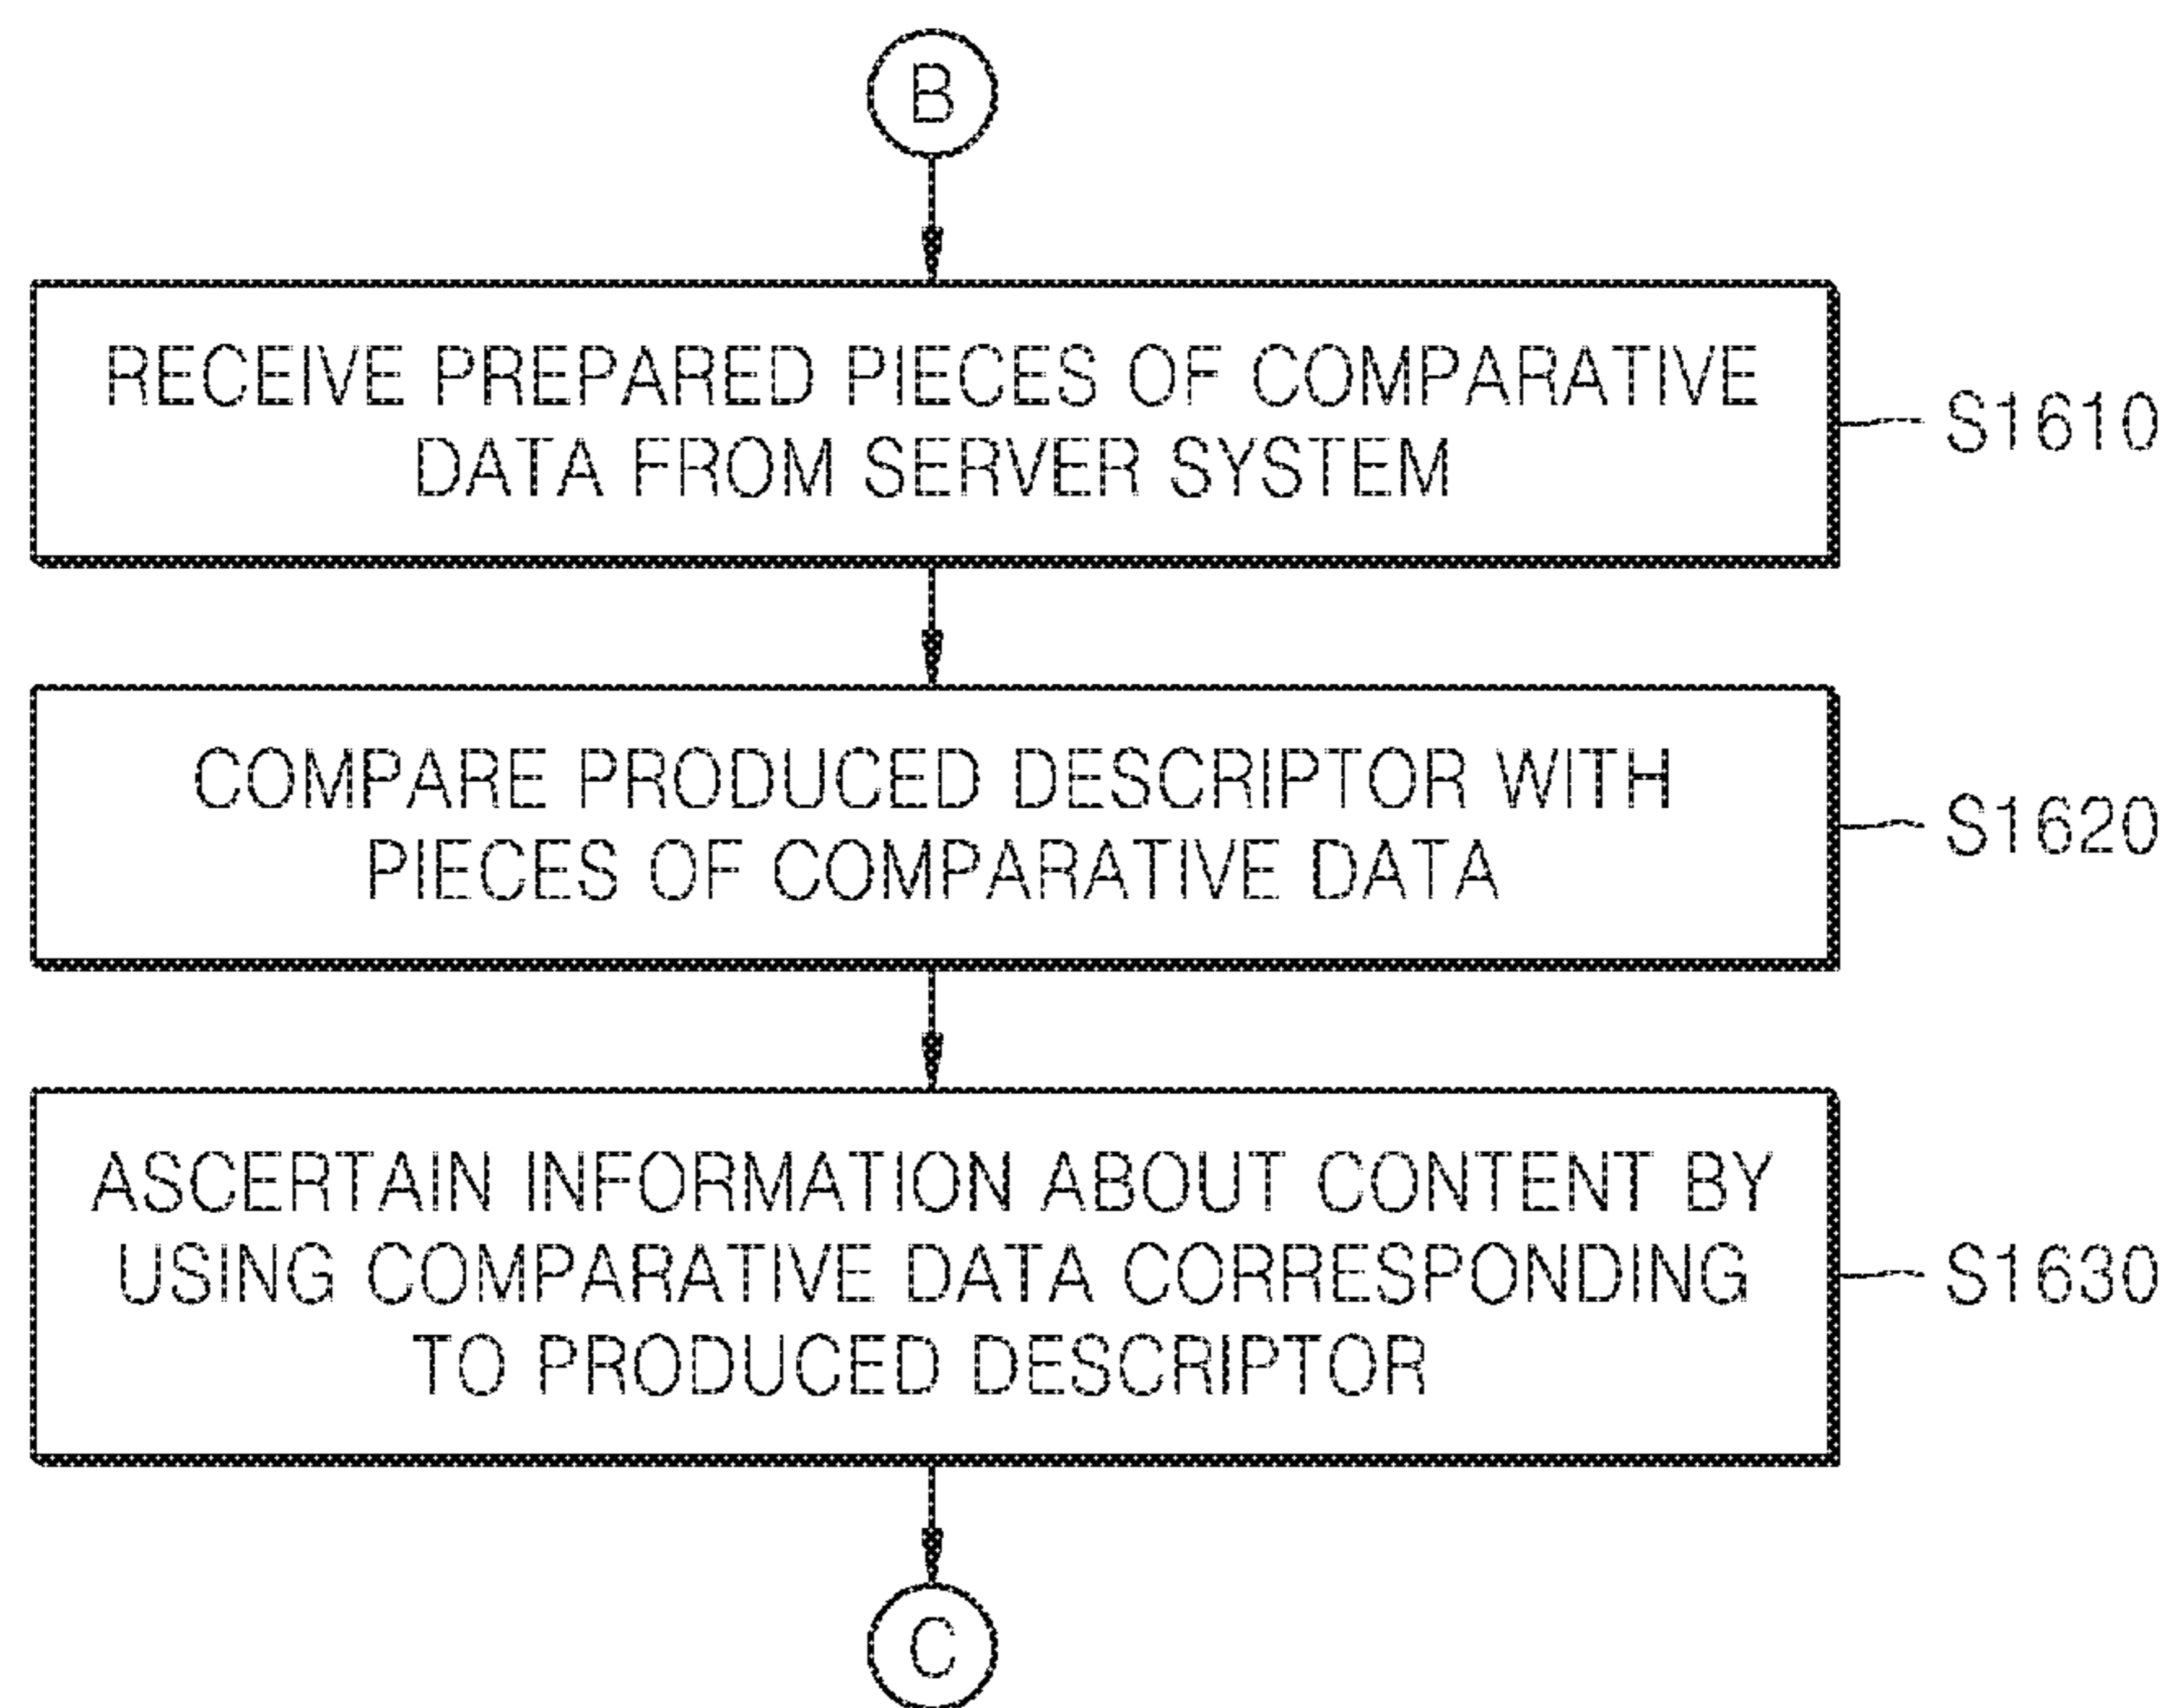 B
RECEIVE PREPARED PIECES OF COMPARATIVE
DATA FROM SERVER SYSTEM
S1610
COMPARE PRODUCED DESCRIPTOR WITH
PIECES OF COMPARATIVE DATA
S1620
ASCERTAIN INFORMATION ABOUT CONTENT BY
USING COMPARATIVE DATA CORRESPONDING
TO PRODUCED DESCRIPTOR
S1630
C